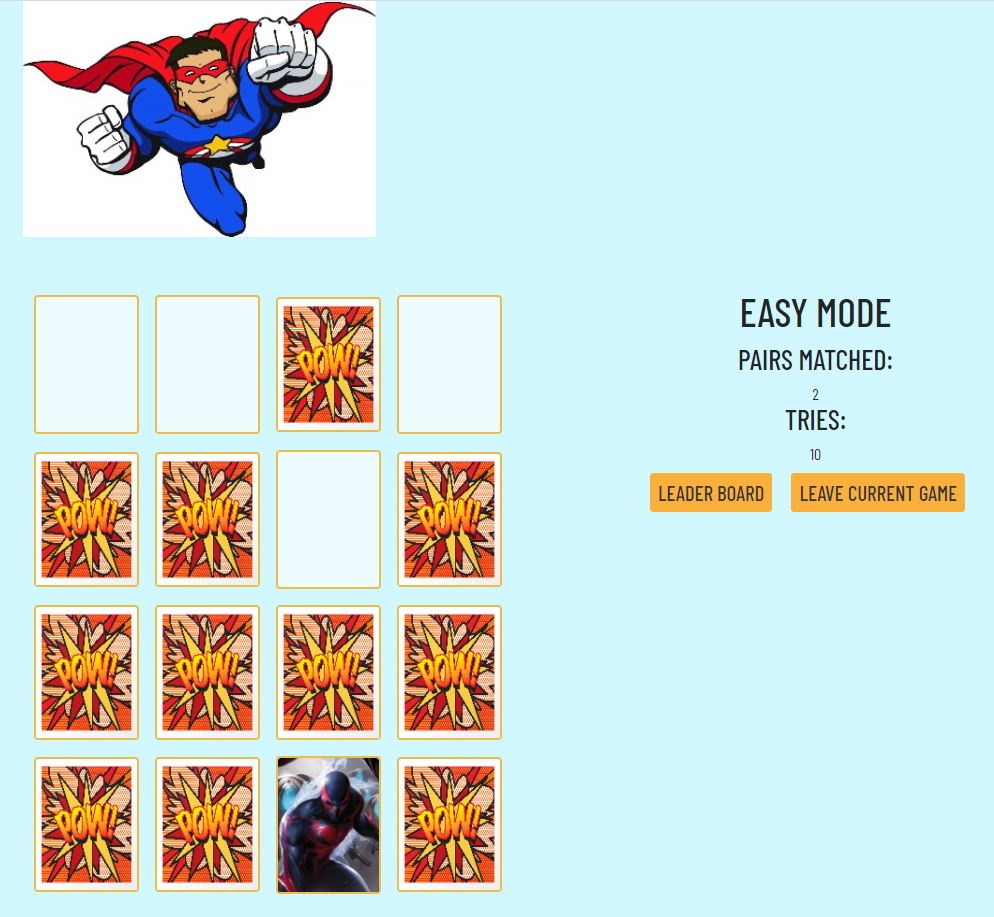 POW!
EASY MODE
PAIRS MATCHED:
2
TRIES:
10
POW! POW! POW!
LEADER BOARD LEAVE CURRENT GAME
POW! POW! POW! POW!
POW! POW! POW!